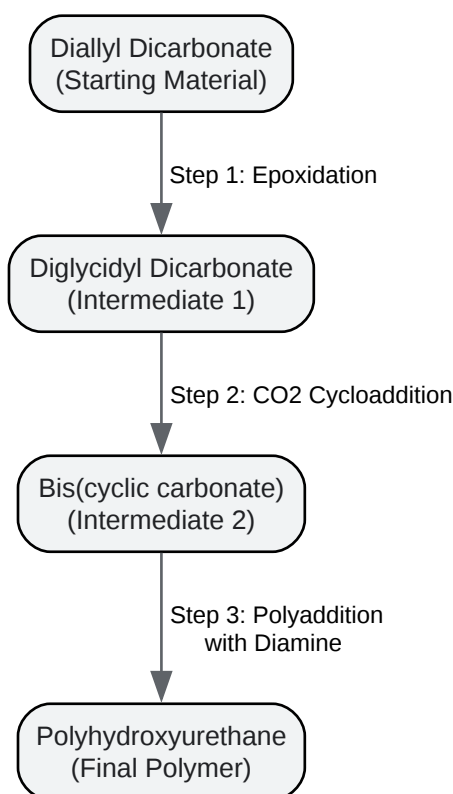 Diallyl Dicarbonate
(Starting Material)
Step 1: Epoxidation
Diglycidyl Dicarbonate
(Intermediate 1)
Step 2: CO2 Cycloaddition
Bis(cyclic carbonate)
(Intermediate 2)
Step 3: Polyaddition
with Diamine
Polyhydroxyurethane
(Final Polymer)